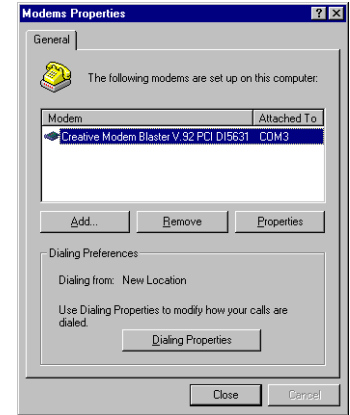 Modems Properties
General
The following modems are set up on this computer:
Modem Attached To
Creative Modem Blaster V.92 PCI DI5631 COM3
Add... Remove Properties
Dialing Preferences
Dialing from: New Location
Use Dialing Properties to modify how your calls are
dialed.
Dialing Properties
Close Cancel